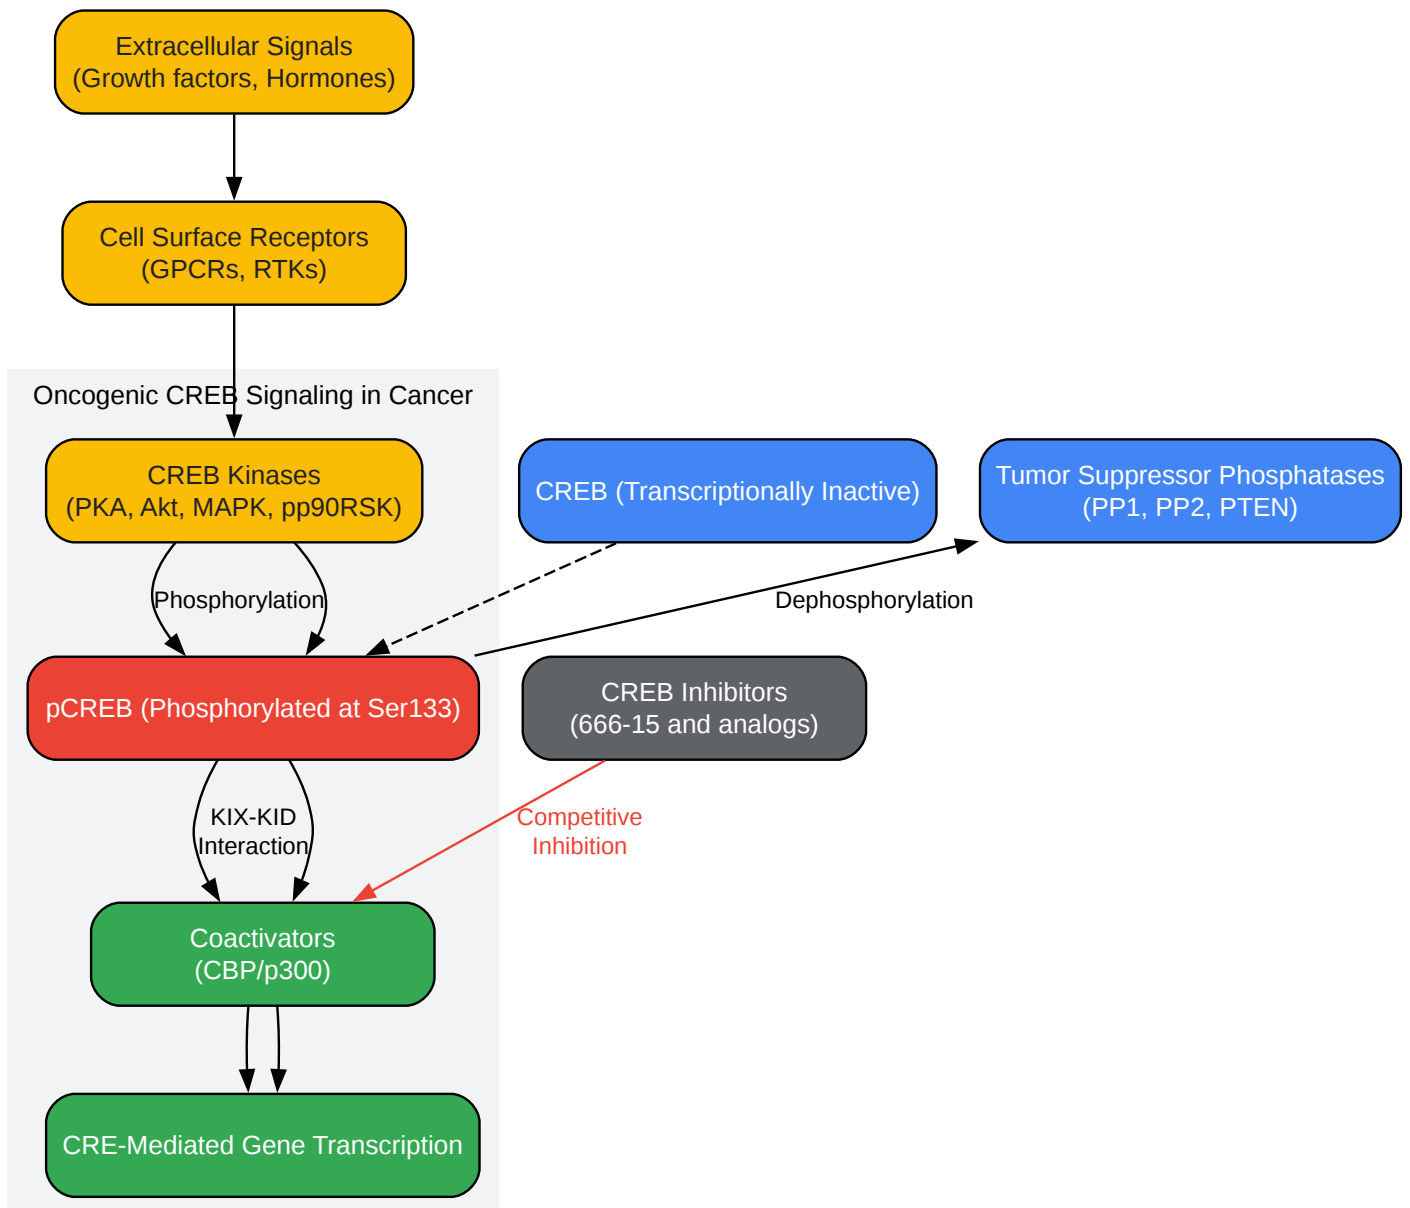 Extracellular Signals
(Growth factors, Hormones)
Cell Surface Receptors
(GPCRs, RTKs)
Oncogenic CREB Signaling in Cancer
CREB Kinases
(PKA, Akt, MAPK, pp90RSK)
CREB (Transcriptionally Inactive)
Tumor Suppressor Phosphatases
(PP1, PP2, PTEN)
Phosphorylation
Dephosphorylation
pCREB (Phosphorylated at Ser133)
CREB Inhibitors
(666-15 and analogs)
KIX-KID
Interaction
Competitive
Inhibition
Coactivators
(CBP/p300)
CRE-Mediated Gene Transcription